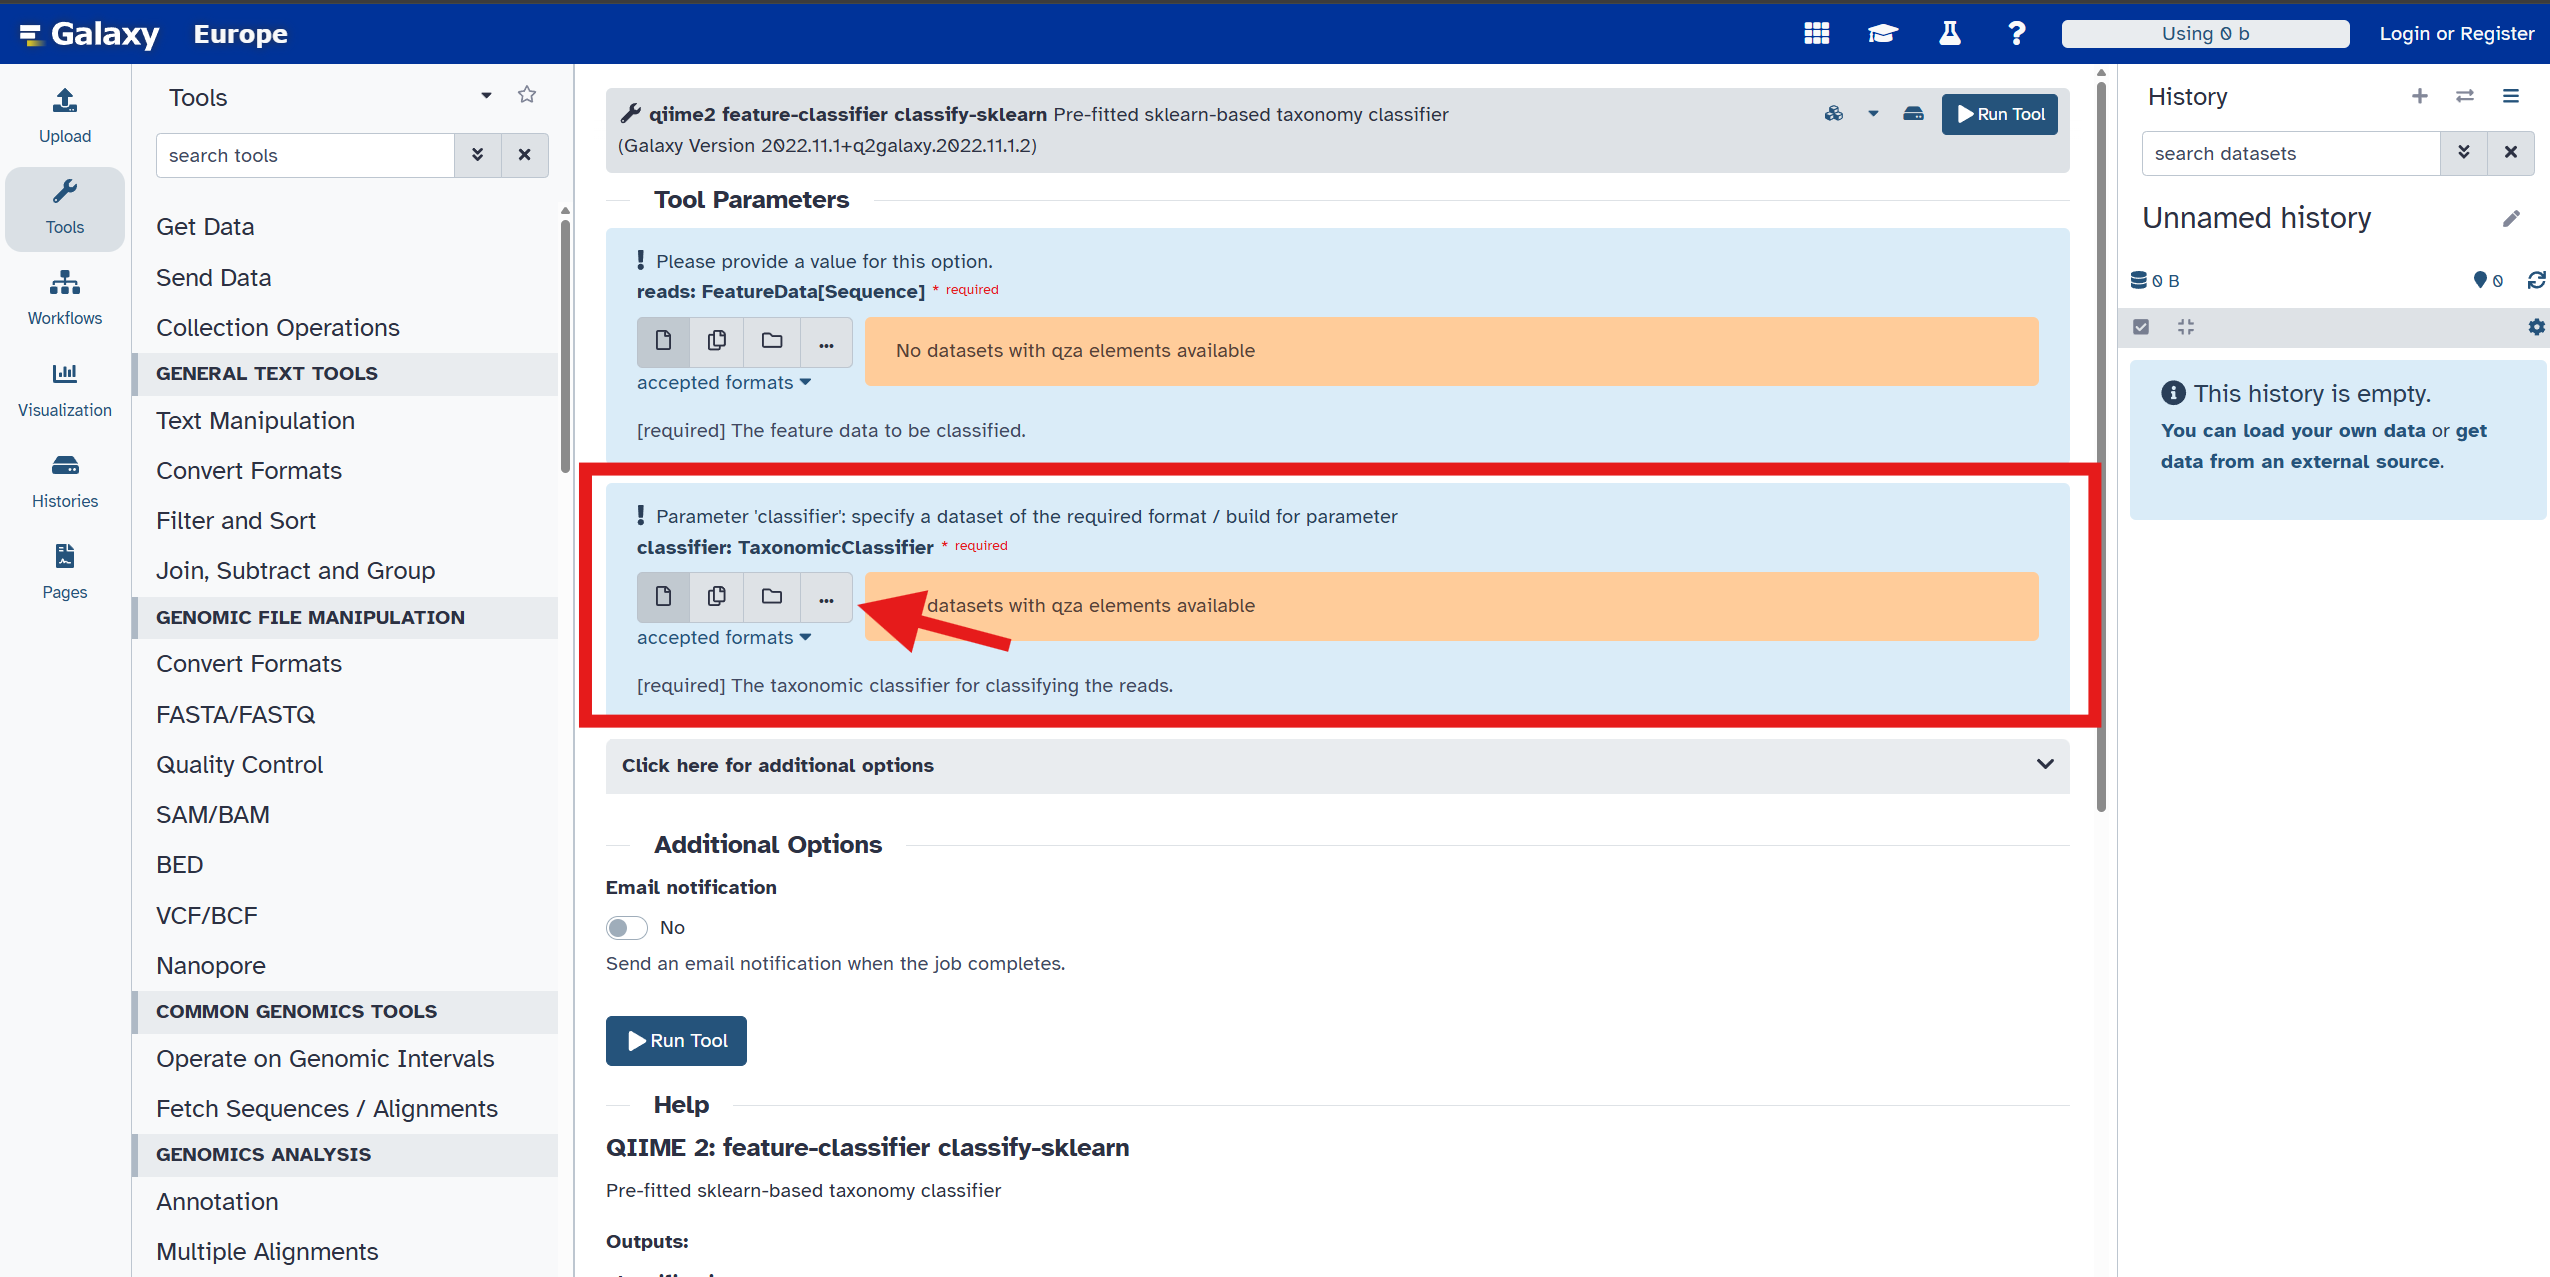 Galaxy Europe
Using 0 b
Login or Register
Upload
Tools
Workflows
Visualization
Histories
Pages
Tools
search tools
Get Data
Send Data
Collection Operations
GENERAL TEXT TOOLS
Text Manipulation
Convert Formats
Filter and Sort
Join, Subtract and Group
GENOMIC FILE MANIPULATION
Convert Formats
FASTA/FASTQ
Quality Control
SAM/BAM
BED
VCF/BCF
Nanopore
COMMON GENOMICS TOOLS
Operate on Genomic Intervals
Fetch Sequences / Alignments
GENOMICS ANALYSIS
Annotation
Multiple Alignments
qiime2 feature-classifier classify-sklearn Pre-fitted sklearn-based taxonomy classifier
(Galaxy Version 2022.11.1+q2galaxy.2022.11.1.2)
Run Tool
Tool Parameters
Please provide a value for this option.
reads: FeatureData[Sequence] * required
No datasets with qza elements available
accepted formats
[required] The feature data to be classified.
Parameter 'classifier': specify a dataset of the required format / build for parameter
classifier: TaxonomicClassifier * required
datasets with qza elements available
accepted formats
[required] The taxonomic classifier for classifying the reads.
Click here for additional options
Additional Options
Email notification
No
Send an email notification when the job completes.
Run Tool
Help
QIIME 2: feature-classifier classify-sklearn
Pre-fitted sklearn-based taxonomy classifier
Outputs:
History
search datasets
Unnamed history
0 B
0
This history is empty.
You can load your own data or get
data from an external source.